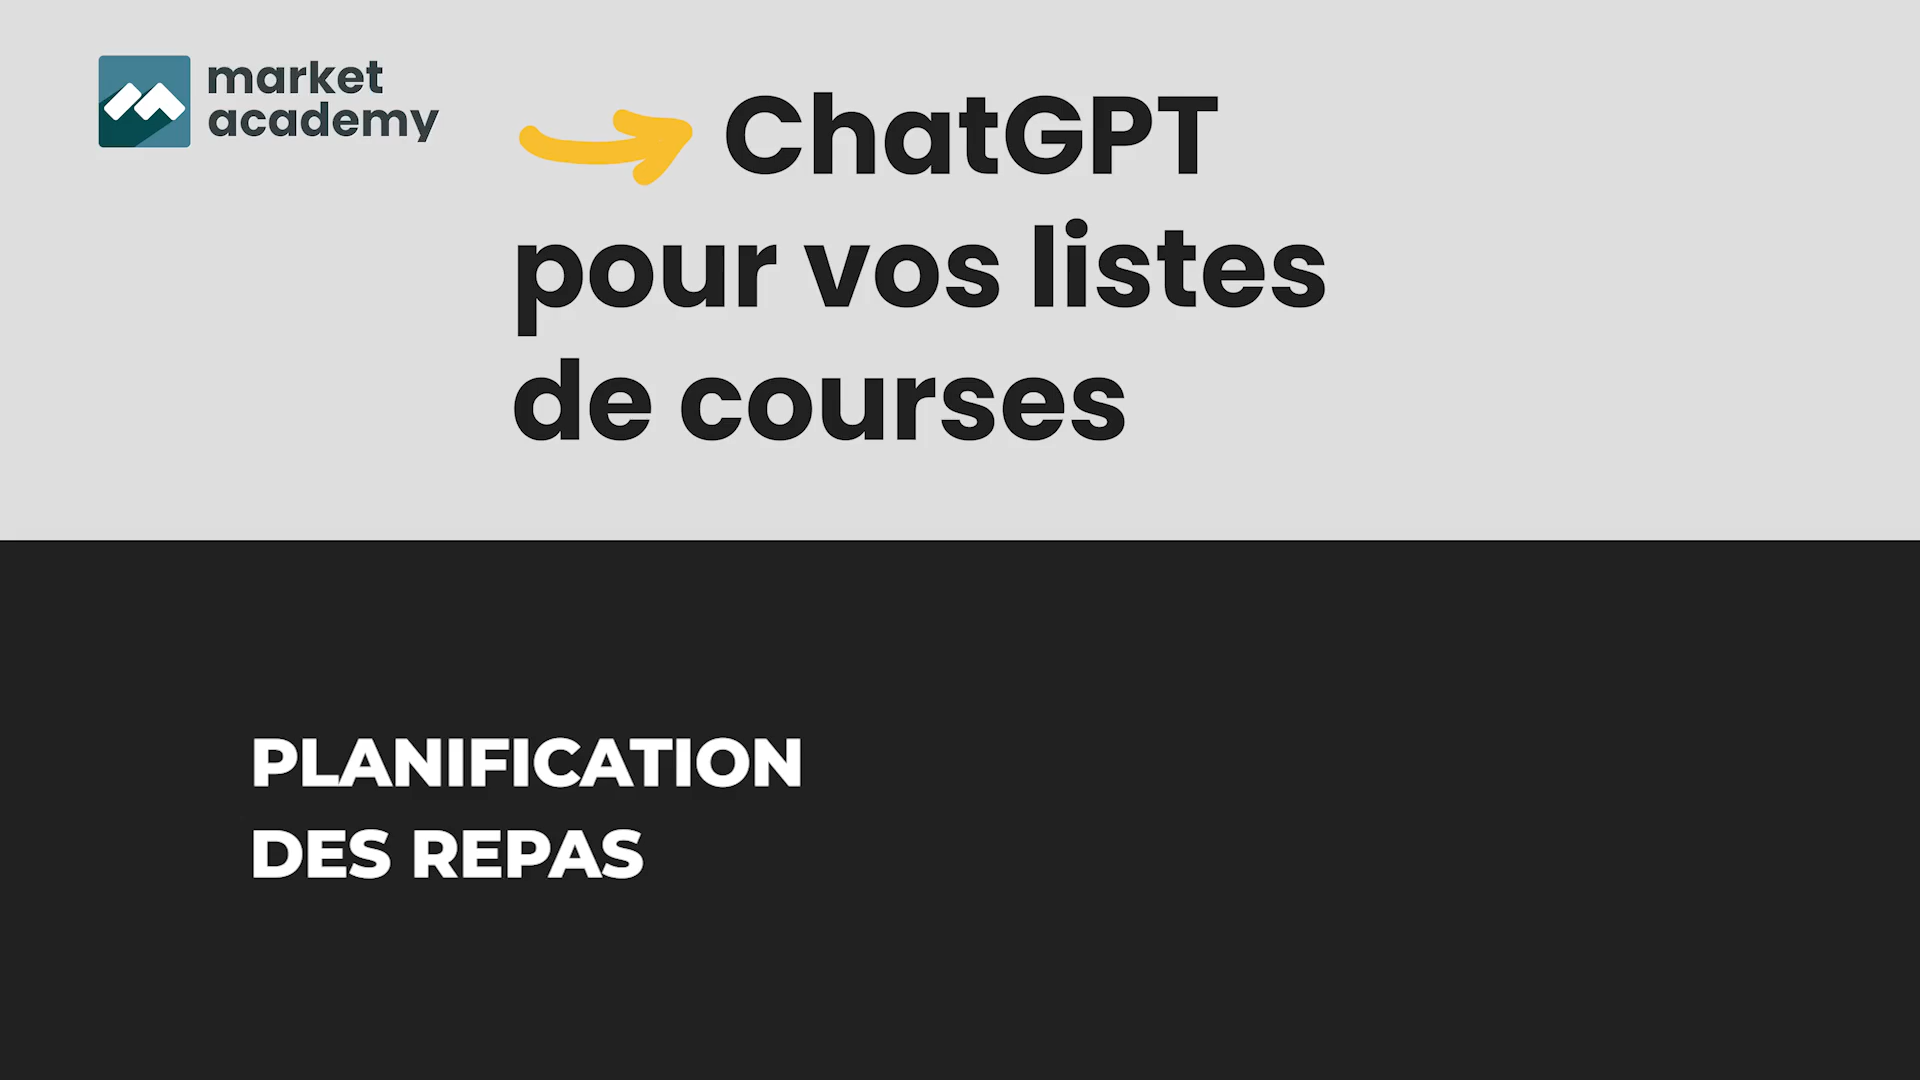 market
academy
ChatGPT
pour vos listes
de courses
PLANIFICATION
DES REPAS